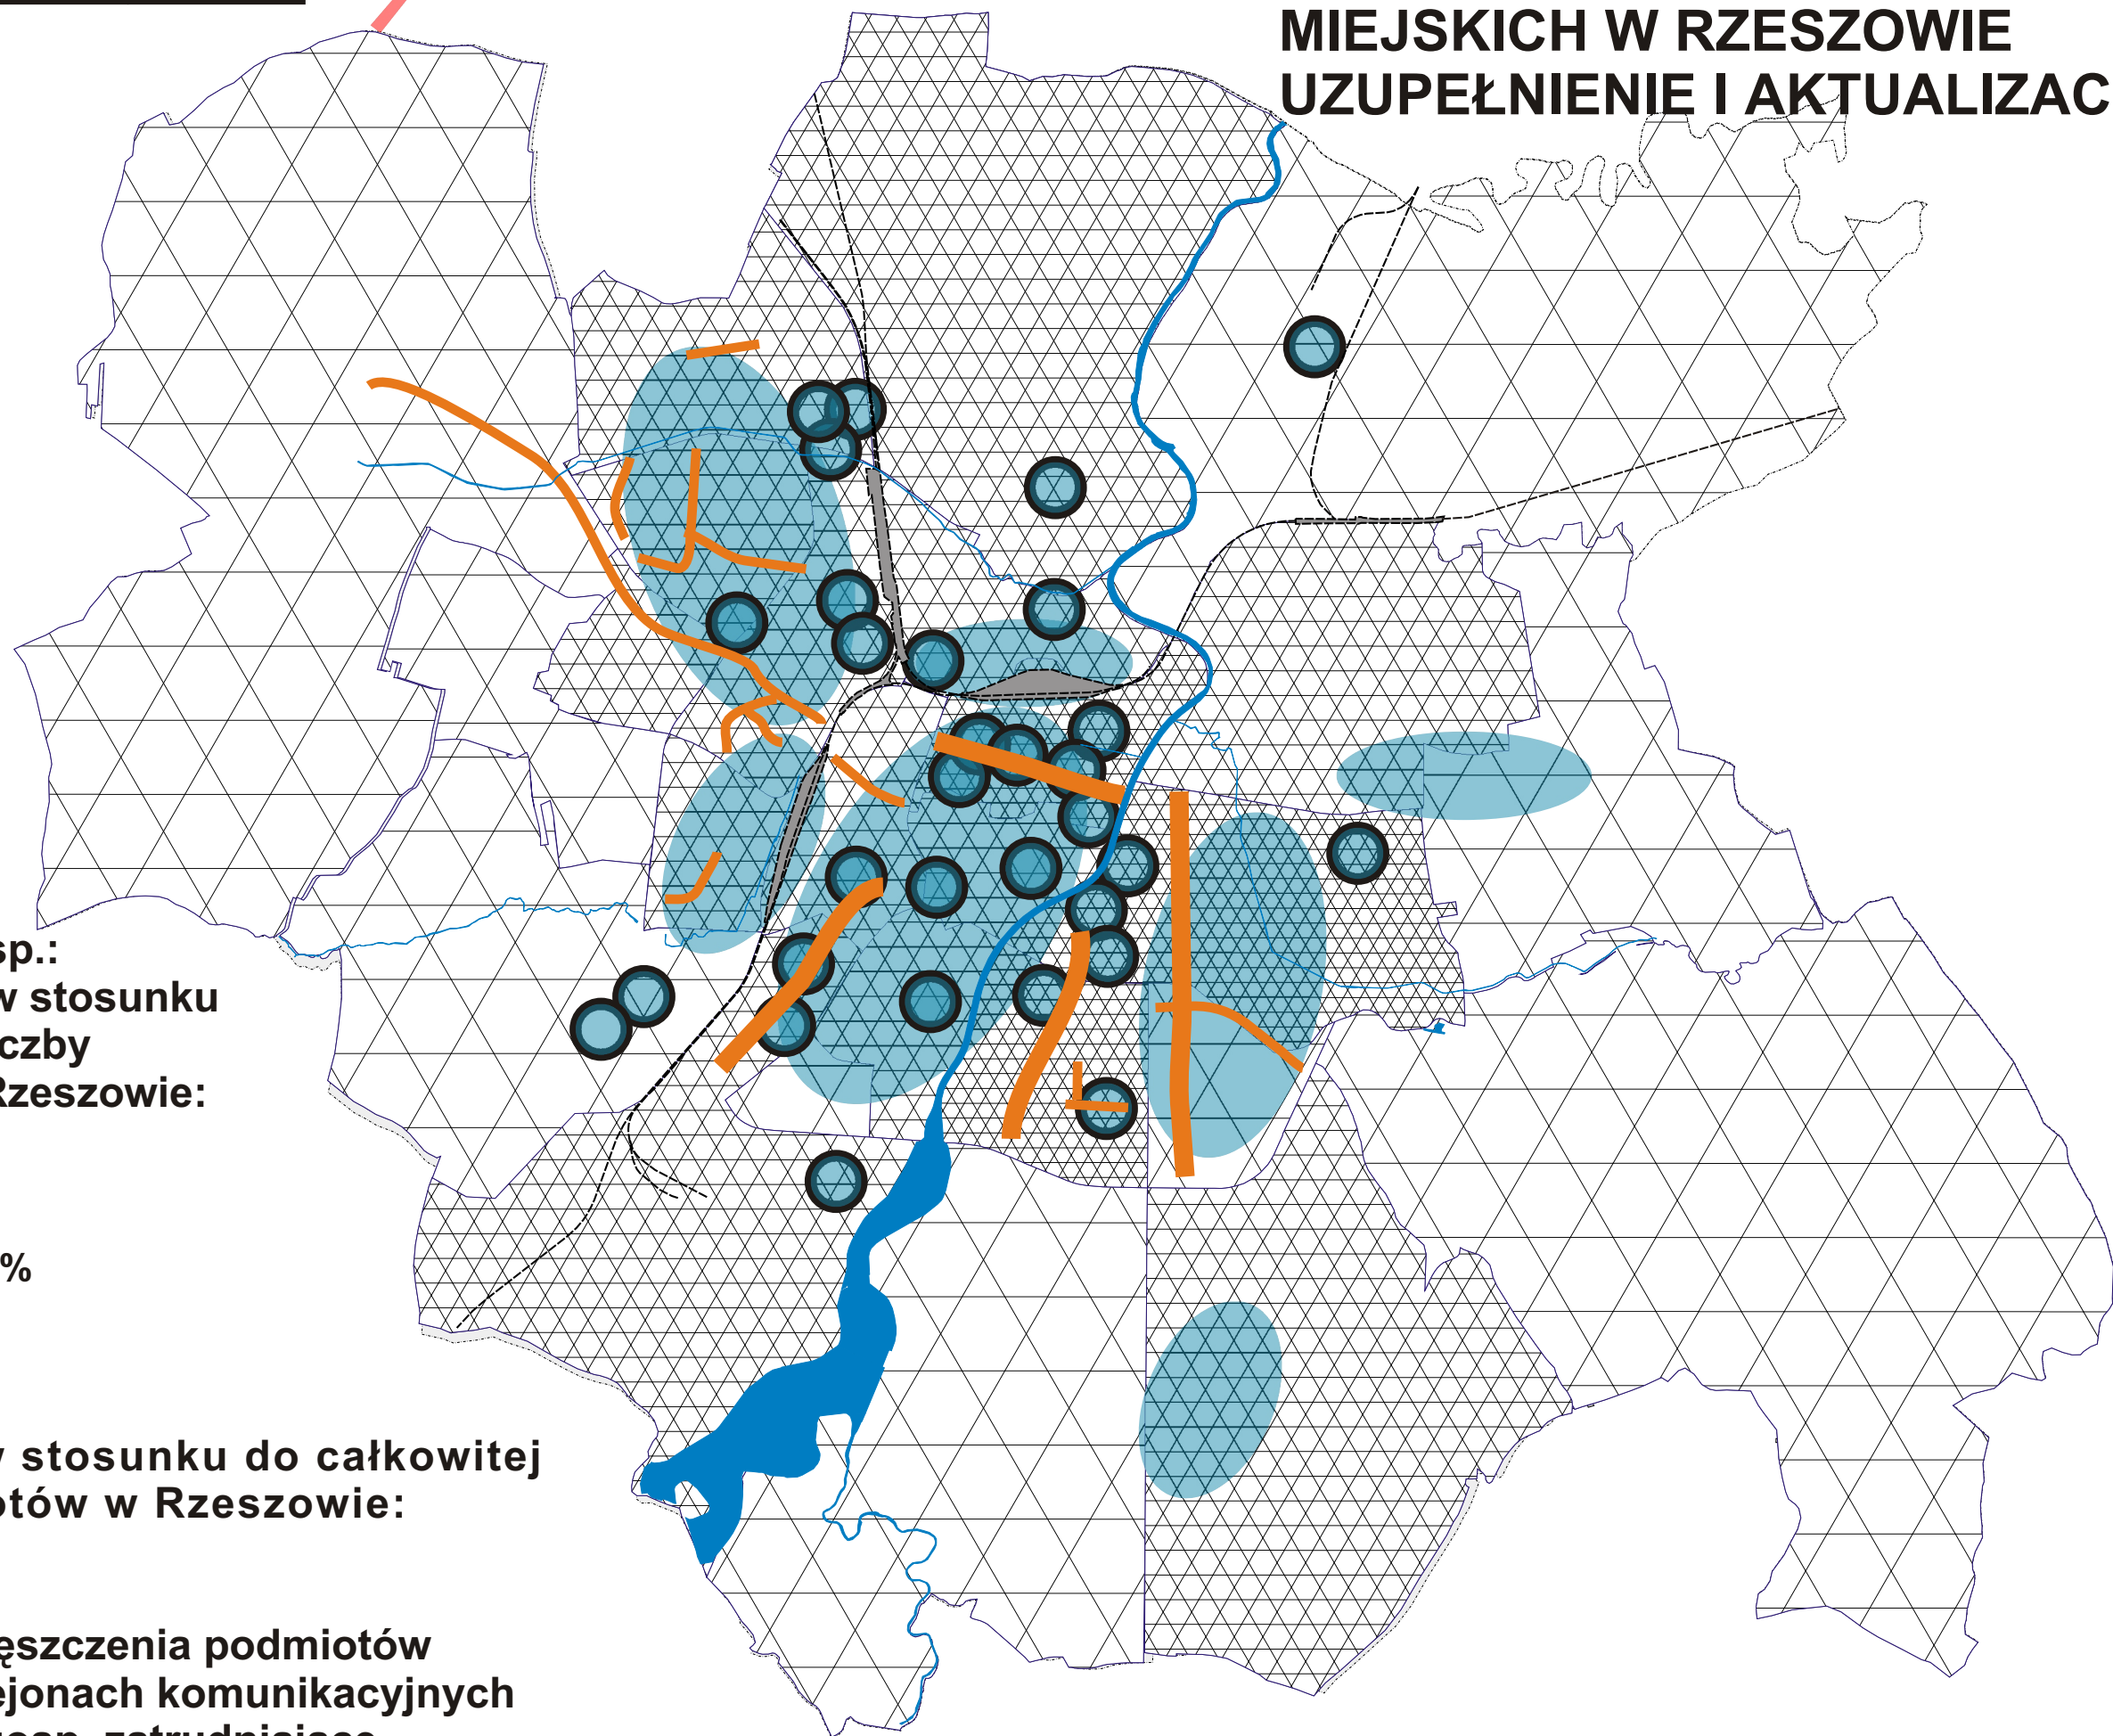 MIEJSKICH W RZESZOWIE
UZUPEŁNIENIE I AKTUALIZAC
sp.:
w stosunku
czby
Rzeszowie:
%
stosunku do całkowitej
otów w Rzeszowie:
ęszczenia podmiotów
ejonach komunikacyjnych